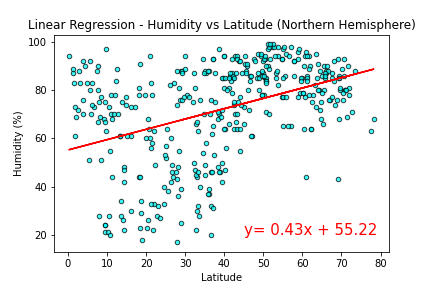 Linear Regression - Humidity vs Latitude (Northern Hemisphere)
100
80
60
40
20
Humidity (%)
y= 0.43x + 55.22
0 10 20 30 40 50 60 70 80
Latitude